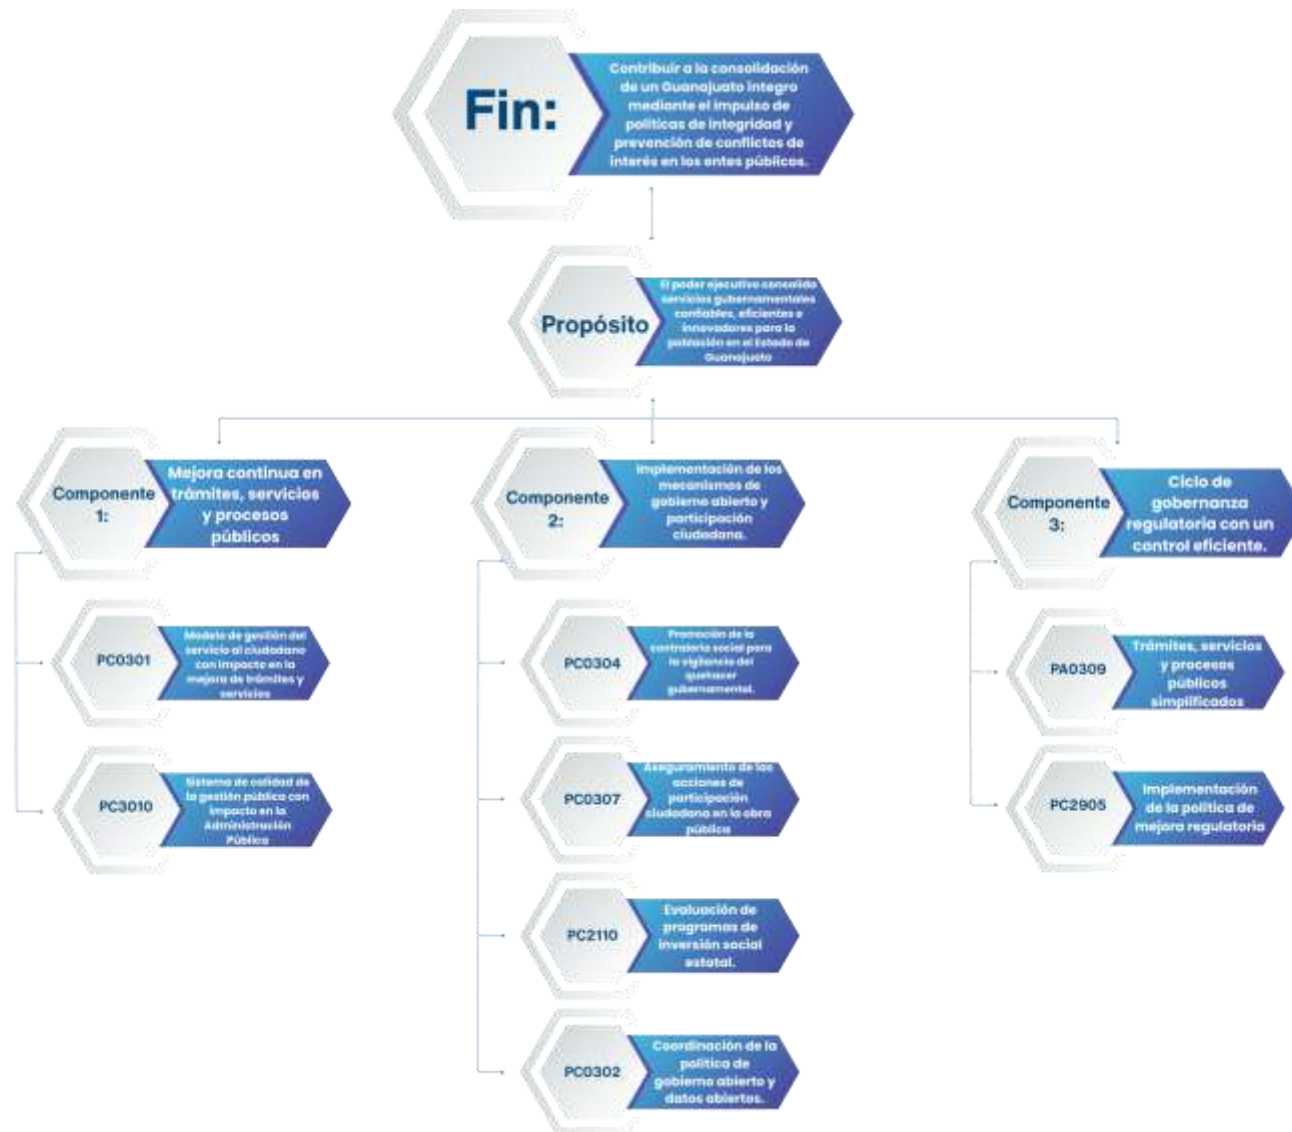 Fin:
Contribuir a la consolidación
de un Guanajuato íntegro
mediante el impulso de
políticas de integridad y
prevención de conflictos de
interés en los entes públicos.
Propósito
El poder ejecutivo consolida
servicios gubernamentales
confiables, eficientes e
innovadores para la
población en el Estado de
Guanajuato
Componente
1:
Mejora continua en
trámites, servicios
y procesos
públicos
PC0301
Modelo de gestión del
servicio al ciudadano
con impacto en la
mejora de trámites y
servicios
PC3010
Sistema de calidad de
la gestión pública con
impacto en la
Administración
Pública
Componente
2:
Implementación de los
mecanismos de
gobierno abierto y
participación
ciudadana.
PC0304
Promoción de la
contraloría social para
la vigilancia del
quehacer
gubernamental.
PC0307
Aseguramiento de las
acciones de
participación
ciudadana en la obra
pública
PC2110
Evaluación de
programas de
inversión social
estatal.
PC0302
Coordinación de la
política de
gobierno abierto y
datos abiertos.
Componente
3:
Ciclo de
gobernanza
regulatoria con un
control eficiente.
PA0309
Trámites, servicios
y procesos
públicos
simplificados
PC2905
Implementación
de la política de
mejora regulatoria